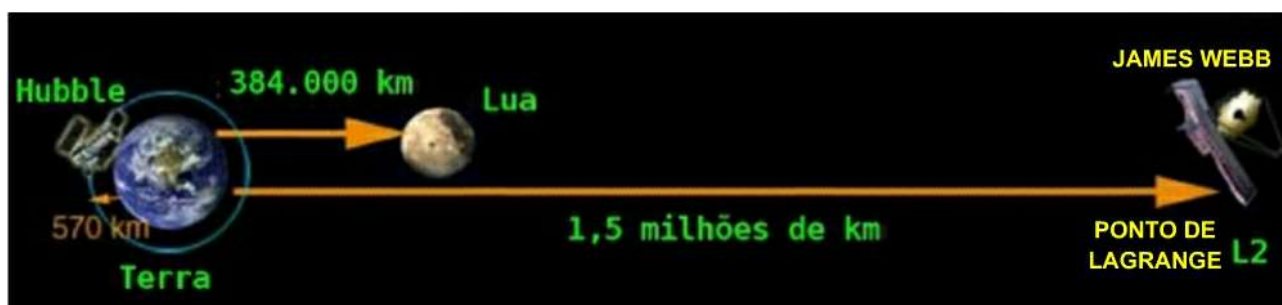 JAMES WEBB
384.000 km
Hubble
Lua
570 km
1,5 milhões de km
PONTO DE
LAGRANGE L2
Terra